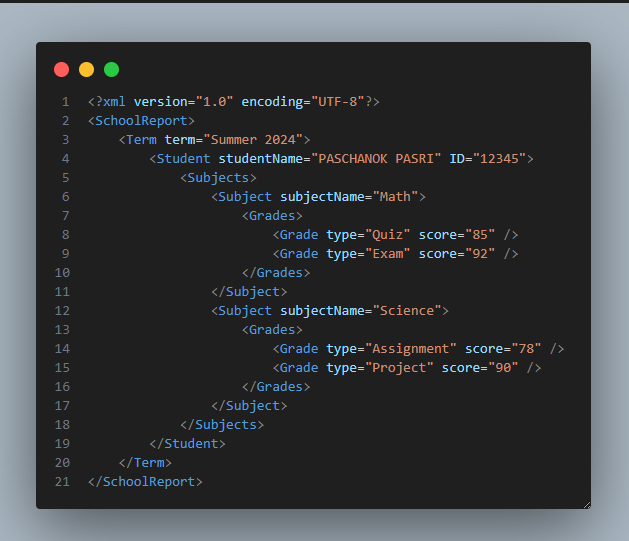 1 <?xml version="1.0" encoding="UTF-8"?>
2 <SchoolReport>
3 <Term term="Summer 2024">
4 <Student studentName="PASCHANOK PASRI" ID="12345">
5 <Subjects>
6 <Subject subjectName="Math">
7 <Grades>
8 <Grade type="Quiz" score="85" />
9 <Grade type="Exam" score="92" />
10 </Grades>
11 </Subject>
12 <Subject subjectName="Science">
13 <Grades>
14 <Grade type="Assignment" score="78" />
15 <Grade type="Project" score="90" />
16 </Grades>
17 </Subject>
18 </Subjects>
19 </Student>
20 </Term>
21 </SchoolReport>